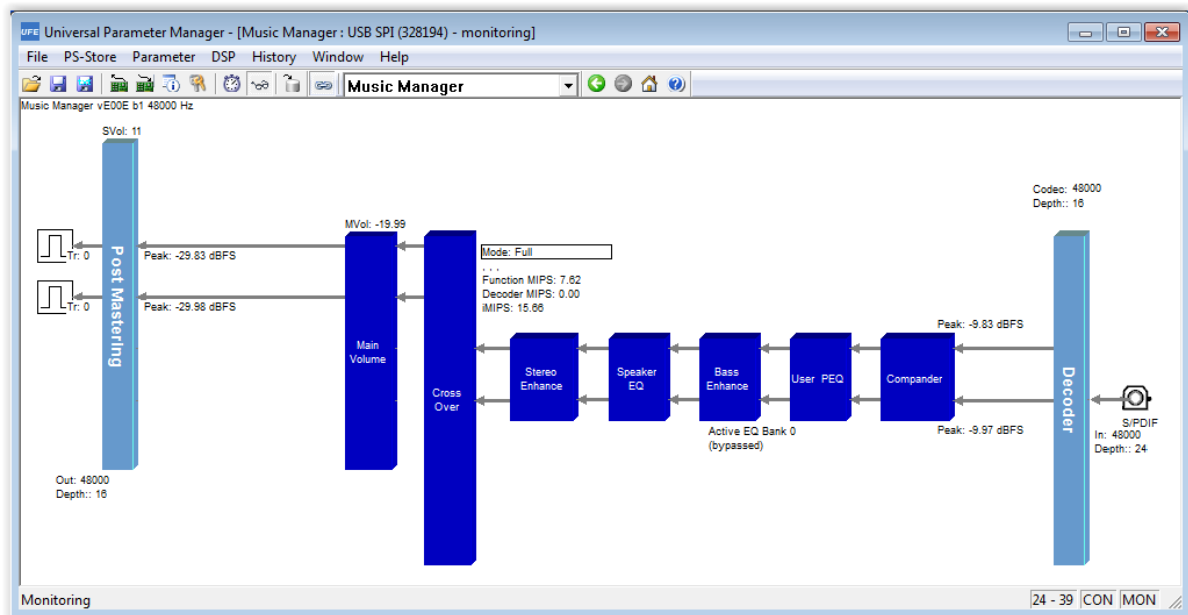 UFE Universal Parameter Manager - [Music Manager : USB SPI (328194) - monitoring]
File PS-Store Parameter DSP History Window Help
Music Manager
Music Manager vE00E b1 48000 Hz
SVol: 11
Post Mastering
Tr: 0
Tr: 0
Out: 48000
Depth:: 16
Peak: -29.83 dBFS
Peak: -29.98 dBFS
MVol: -19.99
Main
Volume
Cross
Over
Mode: Full
. . .
Function MIPS: 7.62
Decoder MIPS: 0.00
iMIPS: 15.66
Stereo
Enhance
Speaker
EQ
Bass
Enhance
User PEQ
Compander
Active EQ Bank 0
(bypassed)
Peak: -9.83 dBFS
Peak: -9.97 dBFS
Codec: 48000
Depth:: 16
Decoder
S/PDIF
In: 48000
Depth:: 24
Monitoring
24 - 39 CON MON